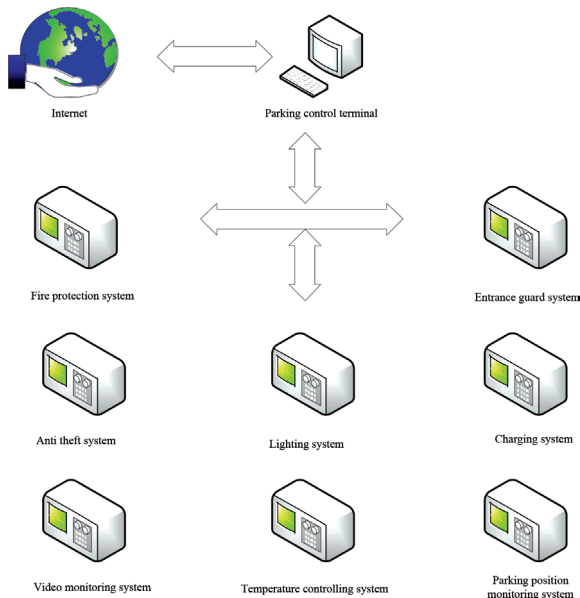 Internet
Parking control terminal
Fire protection system
Entrance guard system
Anti theft system
Lighting system
Charging system
Video monitoring system
Temperature controlling system
Parking position
monitoring system